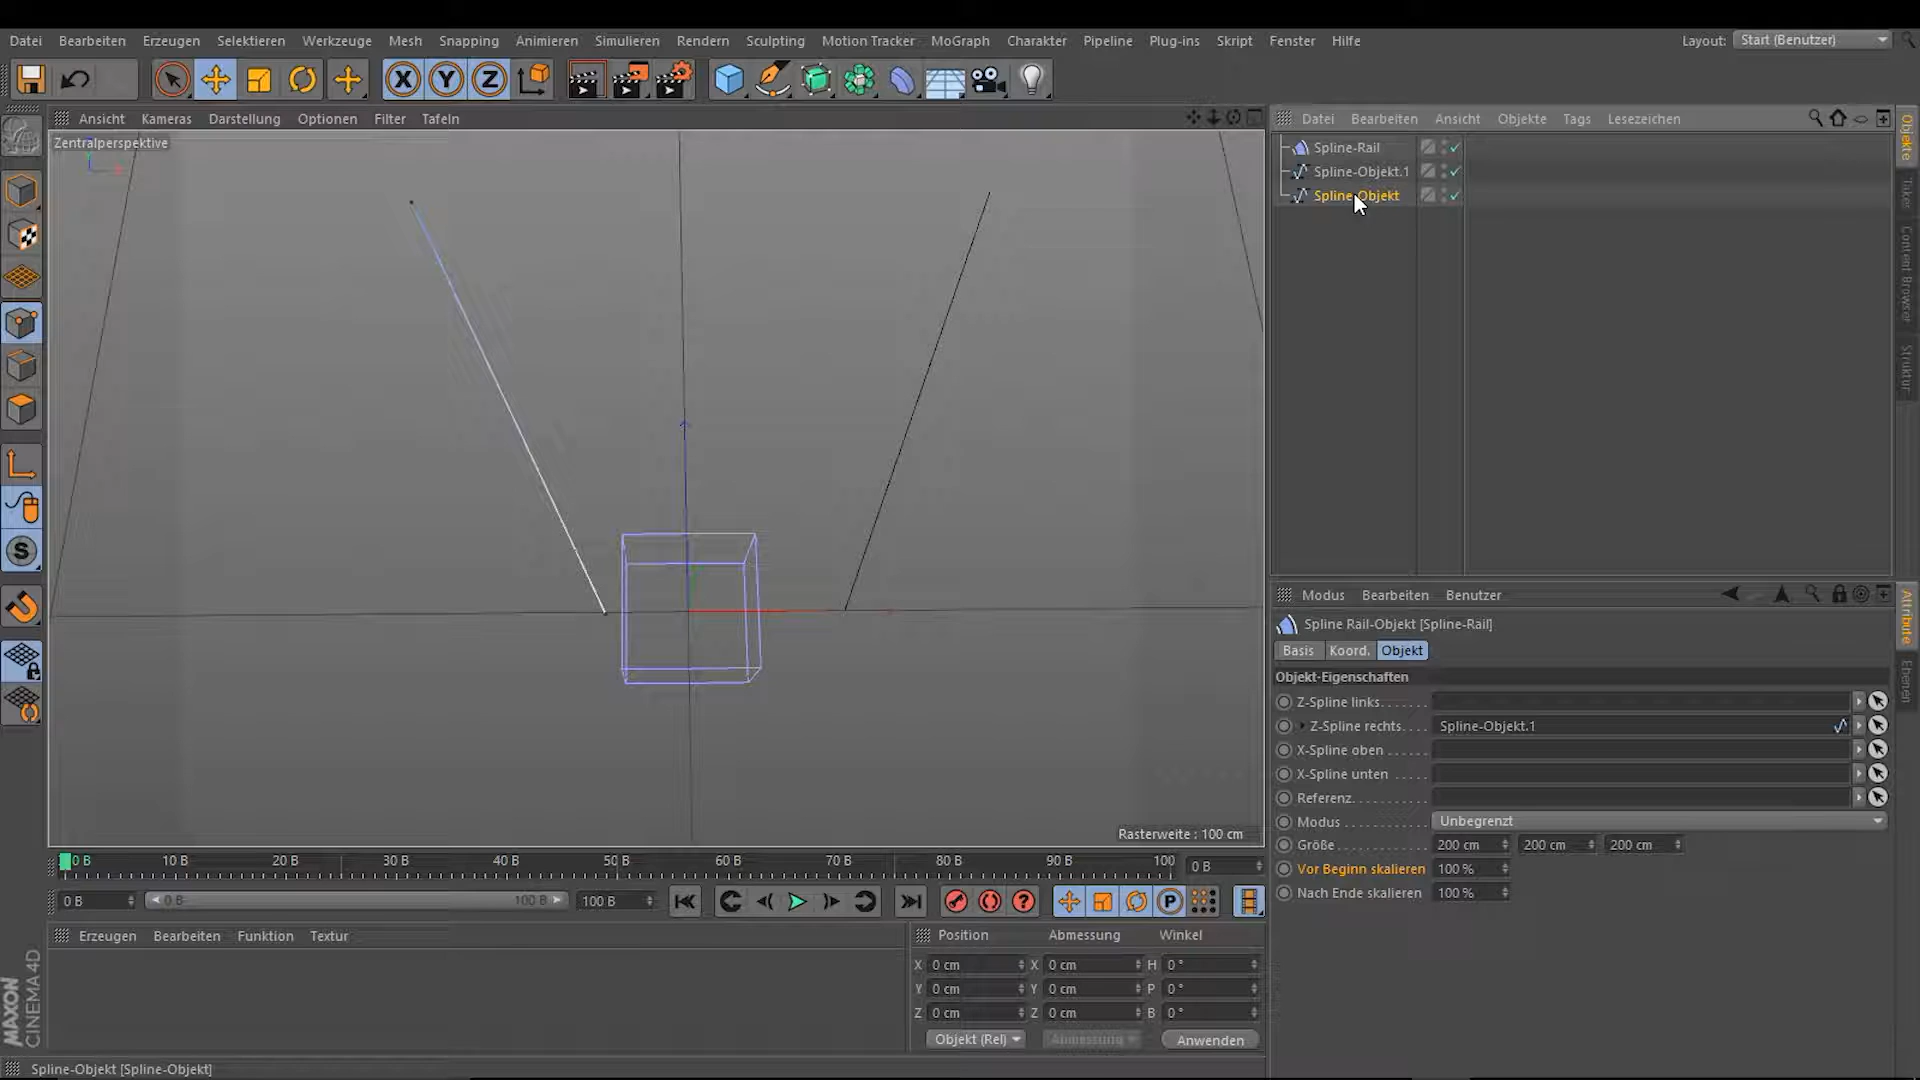 Datei Bearbeiten Erzeugen Selektieren Werkzeuge Mesh Snapping Animieren Simulieren Rendern Sculpting Motion Tracker MoGraph Charakter Pipeline Plug-ins Skript Fenster Hilfe Layout: Start (Benutzer)
X Y Z
Ansicht Kameras Darstellung Optionen Filter Tafeln
Zentralperspektive
Rasterweite : 100 cm
Datei Bearbeiten Ansicht Objekte Tags Lesezeichen
Spline-Rail
Spline-Objekt.1
Spline-Objekt
Objekte
Takes
Content Browser
Struktur
Modus Bearbeiten Benutzer
Spline Rail-Objekt [Spline-Rail]
Basis Koord. Objekt
Objekt-Eigenschaften
Z-Spline links
Z-Spline rechts Spline-Objekt.1
X-Spline oben
X-Spline unten
Referenz
Modus Unbegrenzt
Größe 200 cm 200 cm 200 cm
Vor Beginn skalieren 100 %
Nach Ende skalieren 100 %
Attribute
Ebenen
S
0 B 10 B 20 B 30 B 40 B 50 B 60 B 70 B 80 B 90 B 100 0 B
0 B 0 B 100 B 100 B P
Erzeugen Bearbeiten Funktion Textur
Position Abmessung Winkel
X 0 cm X 0 cm H 0 °
Y 0 cm Y 0 cm P 0 °
Z 0 cm Z 0 cm B 0 °
Objekt (Rel) Abmessung Anwenden
MAXON
CINEMA 4D
Spline-Objekt [Spline-Objekt]